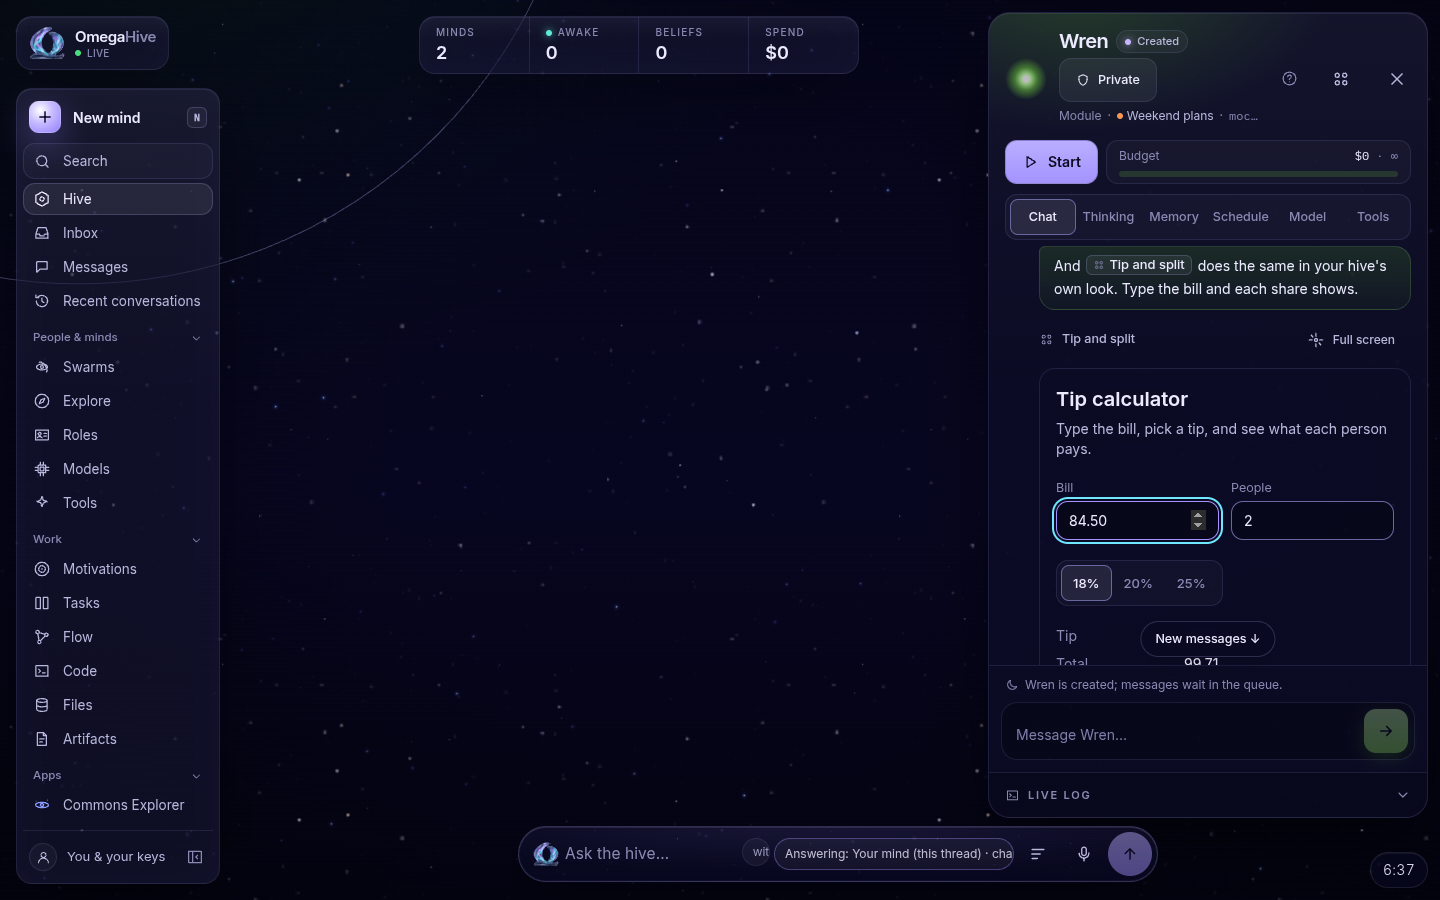 OmegaHive
LIVE
New mind
N
Search
Hive
Inbox
Messages
Recent conversations
People & minds
Swarms
Explore
Roles
Models
Tools
Work
Motivations
Tasks
Flow
Code
Files
Artifacts
Apps
Commons Explorer
You & your keys
MINDS
2
AWAKE
0
BELIEFS
0
SPEND
$0
Wren
Created
Private
Module · Weekend plans · moc…
Start
Budget
$0 · ∞
Chat
Thinking
Memory
Schedule
Model
Tools
And Tip and split does the same in your hive's
own look. Type the bill and each share shows.
Tip and split
Full screen
Tip calculator
Type the bill, pick a tip, and see what each person
pays.
Bill
People
84.50
2
18%
20%
25%
Tip
New messages ↓
Total
99.71
Wren is created; messages wait in the queue.
Message Wren...
LIVE LOG
Ask the hive...
wit
Answering: Your mind (this thread) · cha
6:37